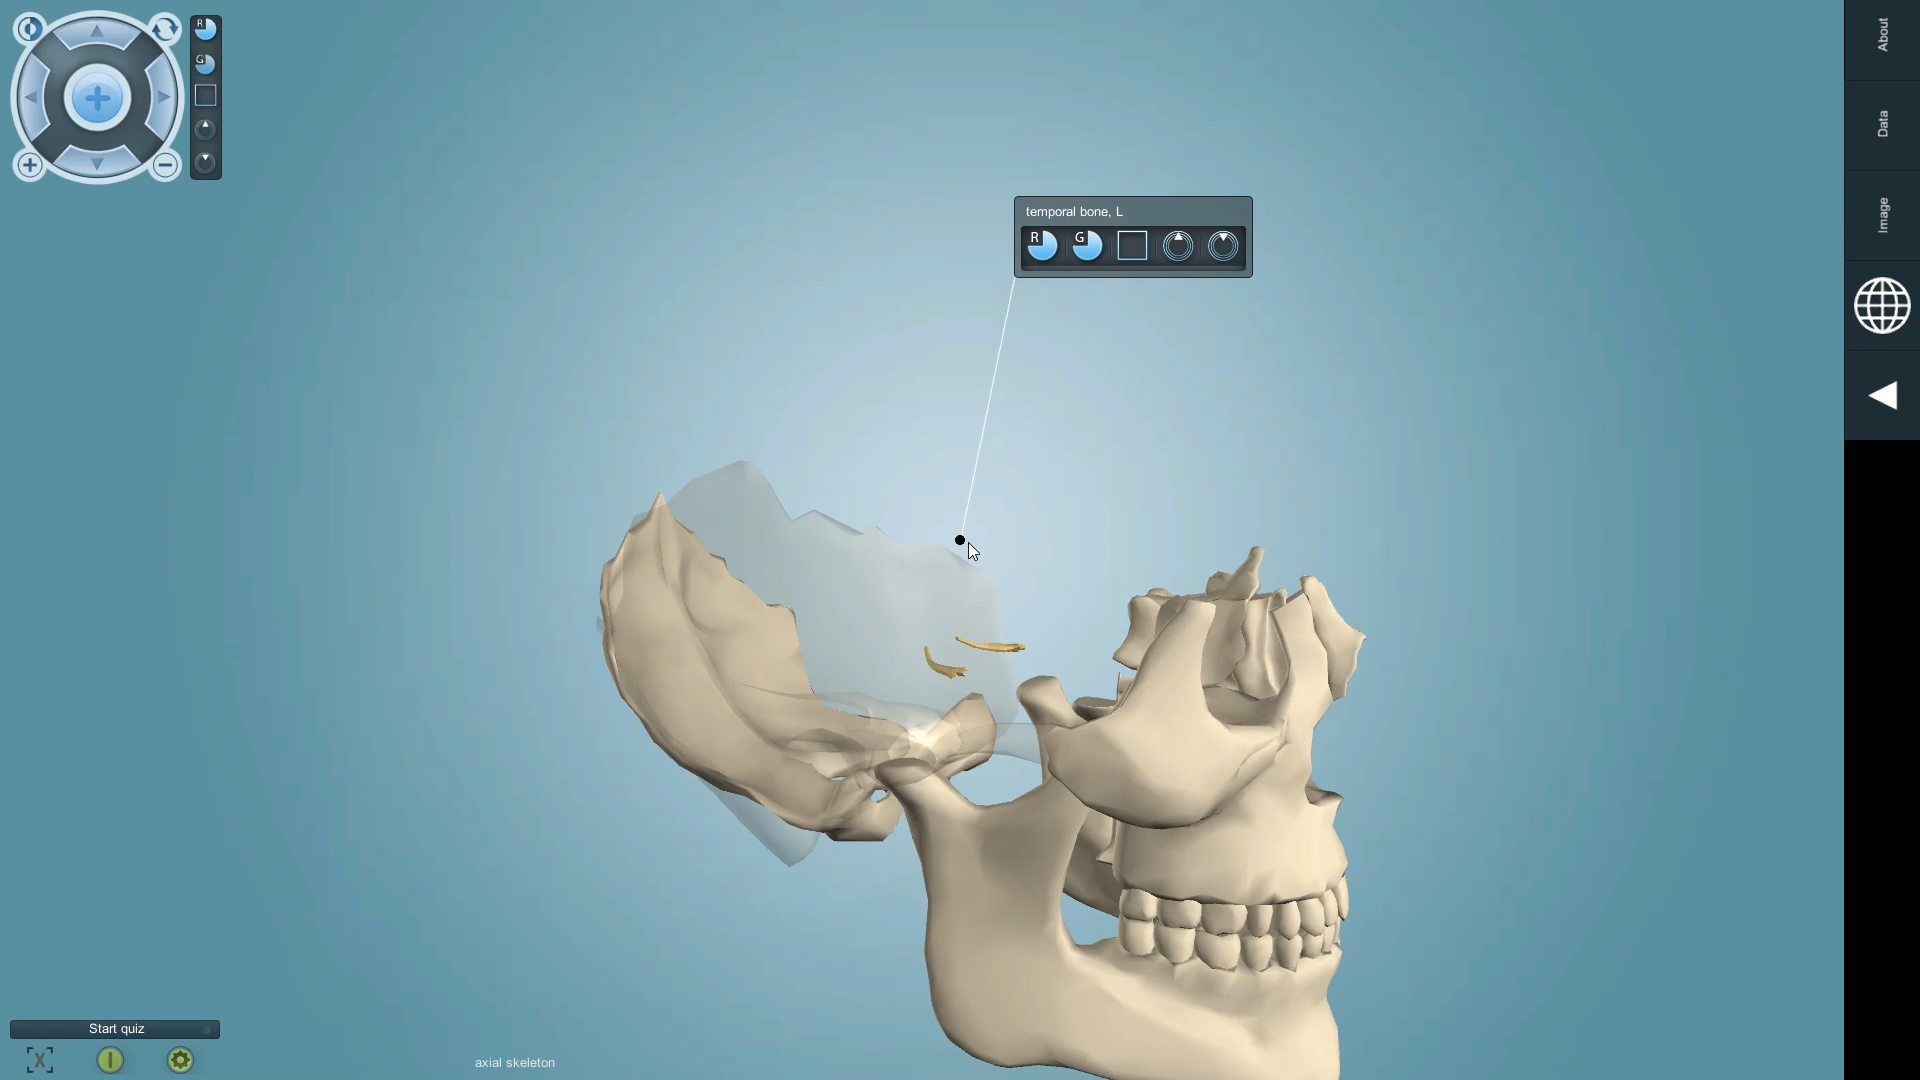 R
G
temporal bone, L
R
G
About
Data
Image
Start quiz
X
axial skeleton